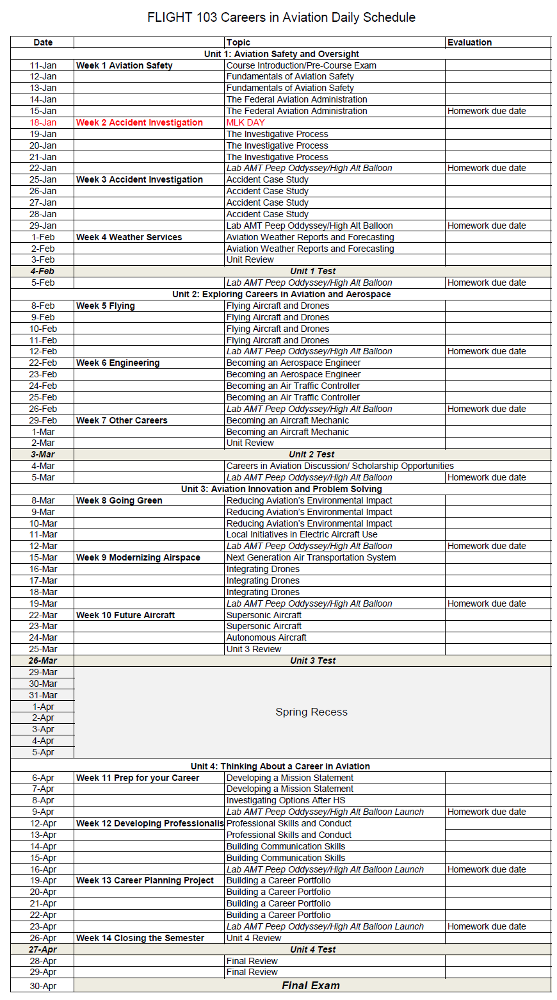 FLIGHT 103 Careers in Aviation Daily Schedule
Date Topic Evaluation
Unit 1: Aviation Safety and Oversight
11-Jan Week 1 Aviation Safety Course Introduction/Pre-Course Exam
12-Jan Fundamentals of Aviation Safety
13-Jan Fundamentals of Aviation Safety
14-Jan The Federal Aviation Administration
15-Jan The Federal Aviation Administration Homework due date
18-Jan Week 2 Accident Investigation MLK DAY
19-Jan The Investigative Process
20-Jan The Investigative Process
21-Jan The Investigative Process
22-Jan Lab AMT Peep Oddyssey/High Alt Balloon Homework due date
25-Jan Week 3 Accident Investigation Accident Case Study
26-Jan Accident Case Study
27-Jan Accident Case Study
28-Jan Accident Case Study
29-Jan Lab AMT Peep Oddyssey/High Alt Balloon Homework due date
1-Feb Week 4 Weather Services Aviation Weather Reports and Forecasting
2-Feb Aviation Weather Reports and Forecasting
3-Feb Unit Review
4-Feb Unit 1 Test
5-Feb Lab AMT Peep Oddyssey/High Alt Balloon Homework due date
Unit 2: Exploring Careers in Aviation and Aerospace
8-Feb Week 5 Flying Flying Aircraft and Drones
9-Feb Flying Aircraft and Drones
10-Feb Flying Aircraft and Drones
11-Feb Flying Aircraft and Drones
12-Feb Lab AMT Peep Oddyssey/High Alt Balloon Homework due date
22-Feb Week 6 Engineering Becoming an Aerospace Engineer
23-Feb Becoming an Aerospace Engineer
24-Feb Becoming an Air Traffic Controller
25-Feb Becoming an Air Traffic Controller
26-Feb Lab AMT Peep Oddyssey/High Alt Balloon Homework due date
29-Feb Week 7 Other Careers Becoming an Aircraft Mechanic
1-Mar Becoming an Aircraft Mechanic
2-Mar Unit Review
3-Mar Unit 2 Test
4-Mar Careers in Aviation Discussion/ Scholarship Opportunities
5-Mar Lab AMT Peep Oddyssey/High Alt Balloon Homework due date
Unit 3: Aviation Innovation and Problem Solving
8-Mar Week 8 Going Green Reducing Aviation’s Environmental Impact
9-Mar Reducing Aviation’s Environmental Impact
10-Mar Reducing Aviation’s Environmental Impact
11-Mar Local Initiatives in Electric Aircraft Use
12-Mar Lab AMT Peep Oddyssey/High Alt Balloon Homework due date
15-Mar Week 9 Modernizing Airspace Next Generation Air Transportation System
16-Mar Integrating Drones
17-Mar Integrating Drones
18-Mar Integrating Drones
19-Mar Lab AMT Peep Oddyssey/High Alt Balloon Homework due date
22-Mar Week 10 Future Aircraft Supersonic Aircraft
23-Mar Supersonic Aircraft
24-Mar Autonomous Aircraft
25-Mar Unit 3 Review
26-Mar Unit 3 Test
29-Mar
30-Mar
31-Mar
1-Apr
Spring Recess
2-Apr
3-Apr
4-Apr
5-Apr
Unit 4: Thinking About a Career in Aviation
6-Apr Week 11 Prep for your Career Developing a Mission Statement
7-Apr Developing a Mission Statement
8-Apr Investigating Options After HS
9-Apr Lab AMT Peep Oddyssey/High Alt Balloon Launch Homework due date
12-Apr Week 12 Developing Professionalis Professional Skills and Conduct
13-Apr Professional Skills and Conduct
14-Apr Building Communication Skills
15-Apr Building Communication Skills
16-Apr Lab AMT Peep Oddyssey/High Alt Balloon Launch Homework due date
19-Apr Week 13 Career Planning Project Building a Career Portfolio
20-Apr Building a Career Portfolio
21-Apr Building a Career Portfolio
22-Apr Building a Career Portfolio
23-Apr Lab AMT Peep Oddyssey/High Alt Balloon Launch Homework due date
26-Apr Week 14 Closing the Semester Unit 4 Review
27-Apr Unit 4 Test
28-Apr Final Review
29-Apr Final Review
30-Apr Final Exam